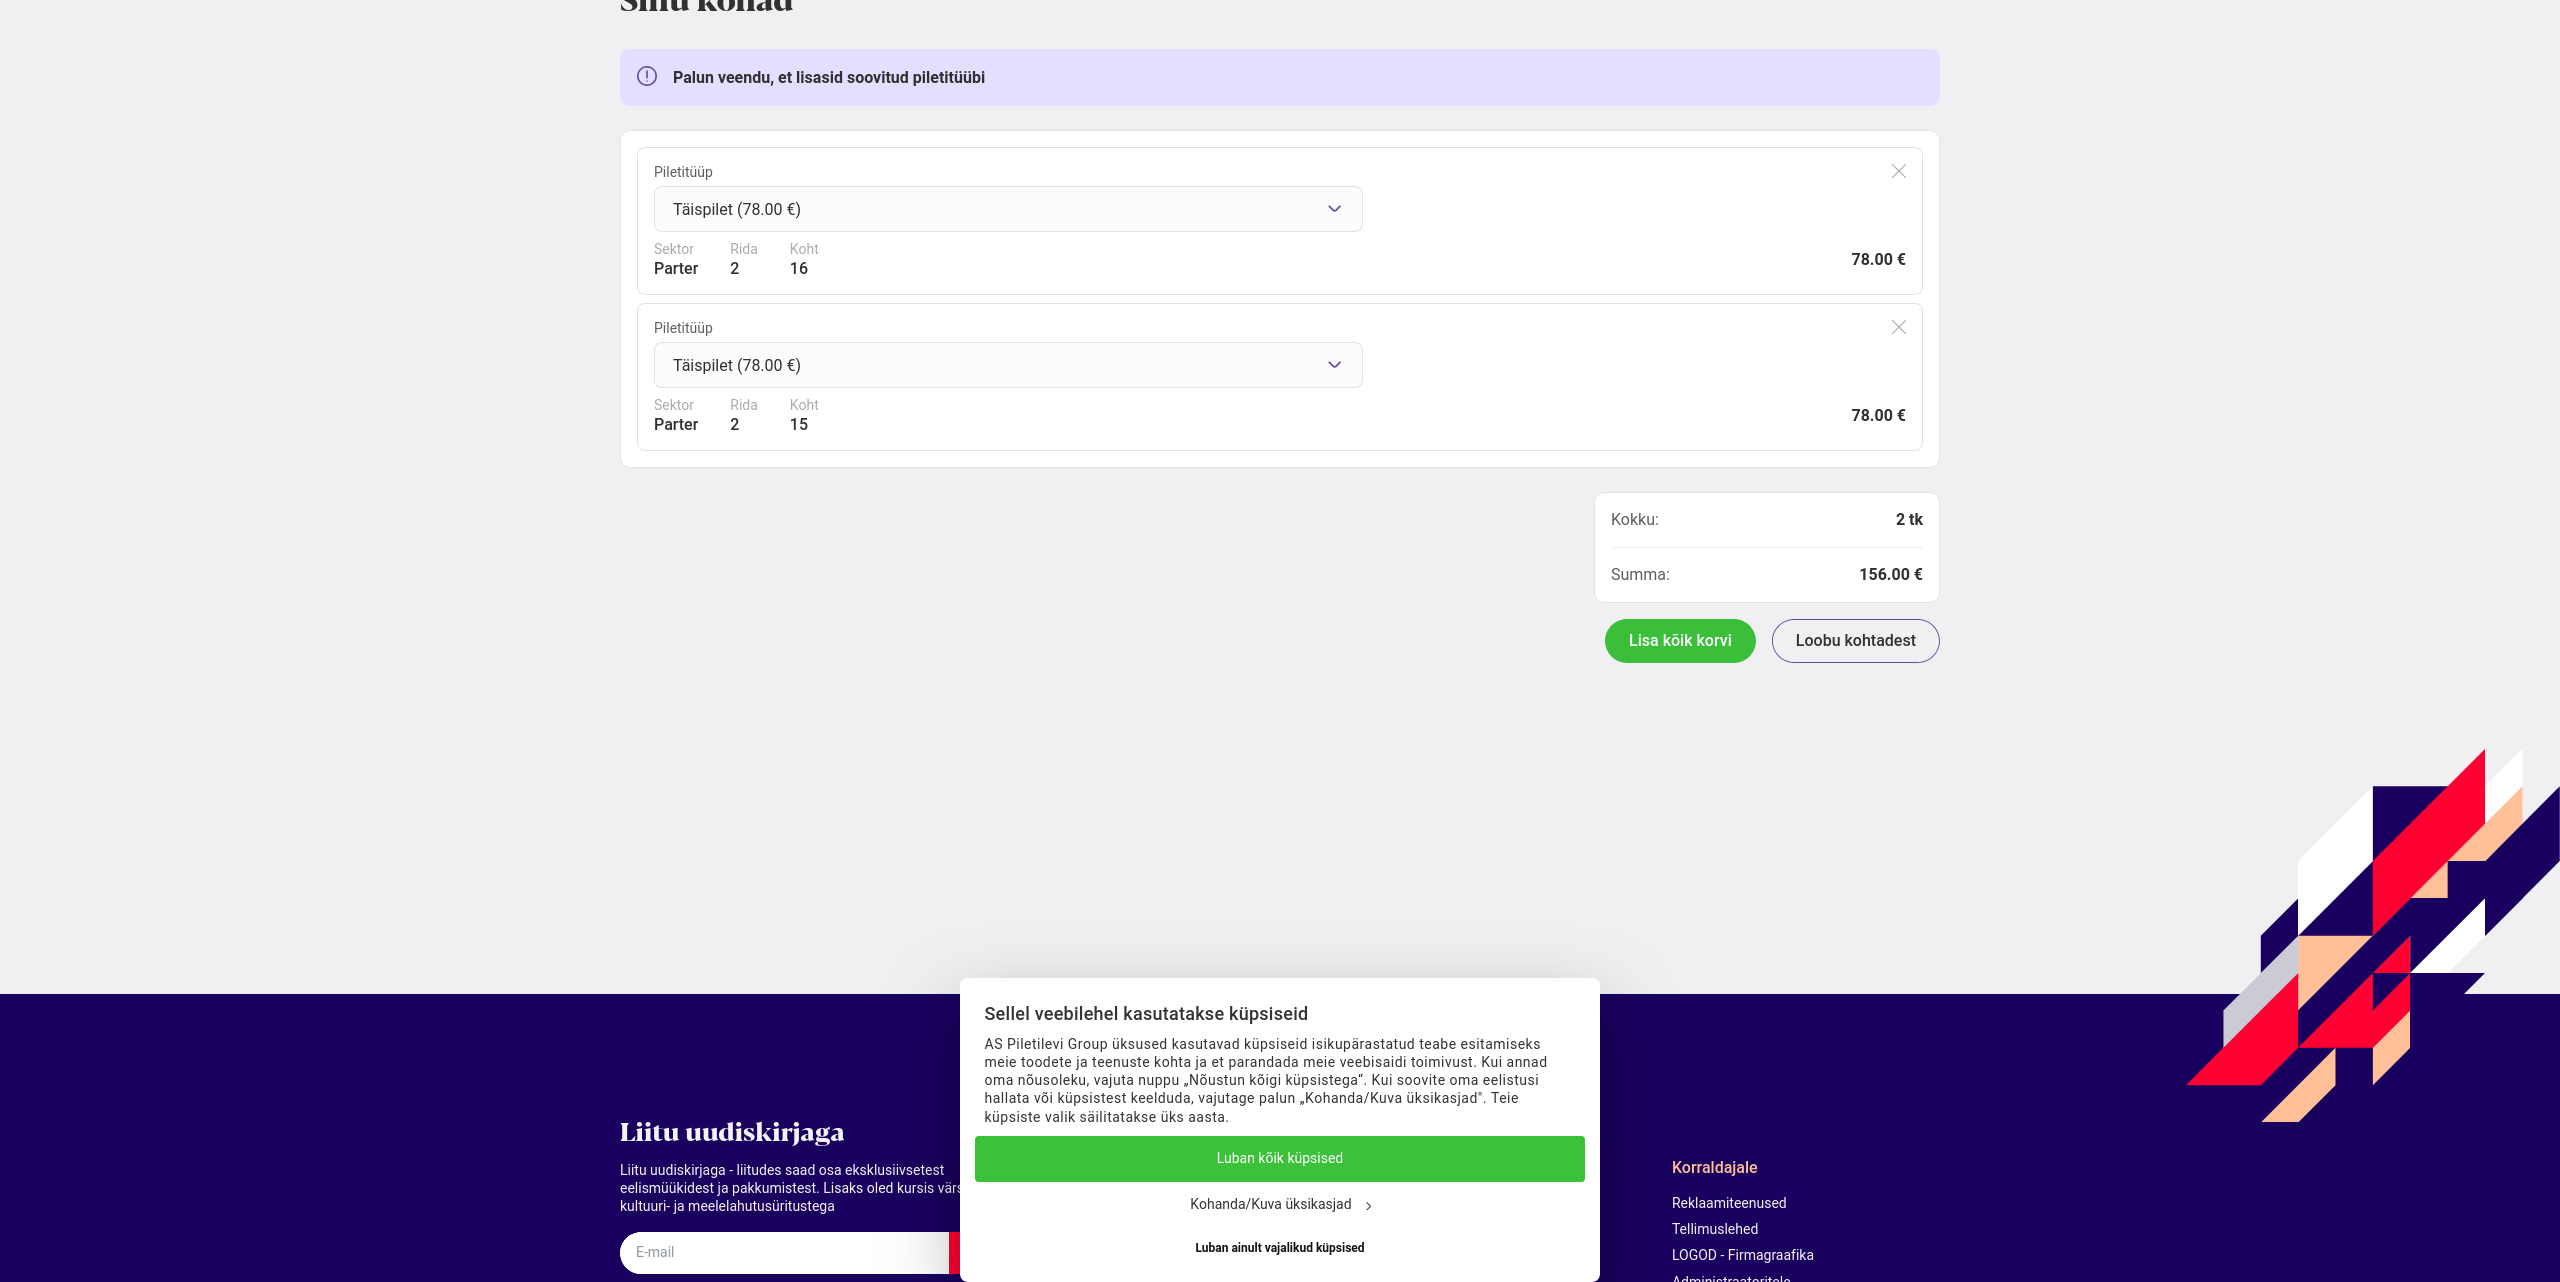 Sinu kohad
Palun veendu, et lisasid soovitud piletitüübi
Piletitüüp
Täispilet (78.00 €)
Sektor Rida Koht
Parter 2 16
78.00 €
Piletitüüp
Täispilet (78.00 €)
Sektor Rida Koht
Parter 2 15
78.00 €
Kokku: 2 tk
Summa: 156.00 €
Lisa kõik korvi
Loobu kohtadest
Sellel veebilehel kasutatakse küpsiseid
AS Piletilevi Group üksused kasutavad küpsiseid isikupärastatud teabe esitamiseks
meie toodete ja teenuste kohta ja et parandada meie veebisaidi toimivust. Kui annad
oma nõusoleku, vajuta nuppu „Nõustun kõigi küpsistega“. Kui soovite oma eelistusi
hallata või küpsistest keelduda, vajutage palun „Kohanda/Kuva üksikasjad". Teie
küpsiste valik säilitatakse üks aasta.
Luban kõik küpsised
Kohanda/Kuva üksikasjad
Luban ainult vajalikud küpsised
Liitu uudiskirjaga
Liitu uudiskirjaga - liitudes saad osa eksklusiivsetest
eelismüükidest ja pakkumistest. Lisaks oled kursis värs
kultuuri- ja meelelahutusüritustega
E-mail
Korraldajale
Reklaamiteenused
Tellimuslehed
LOGOD - Firmagraafika
Administraatoritele